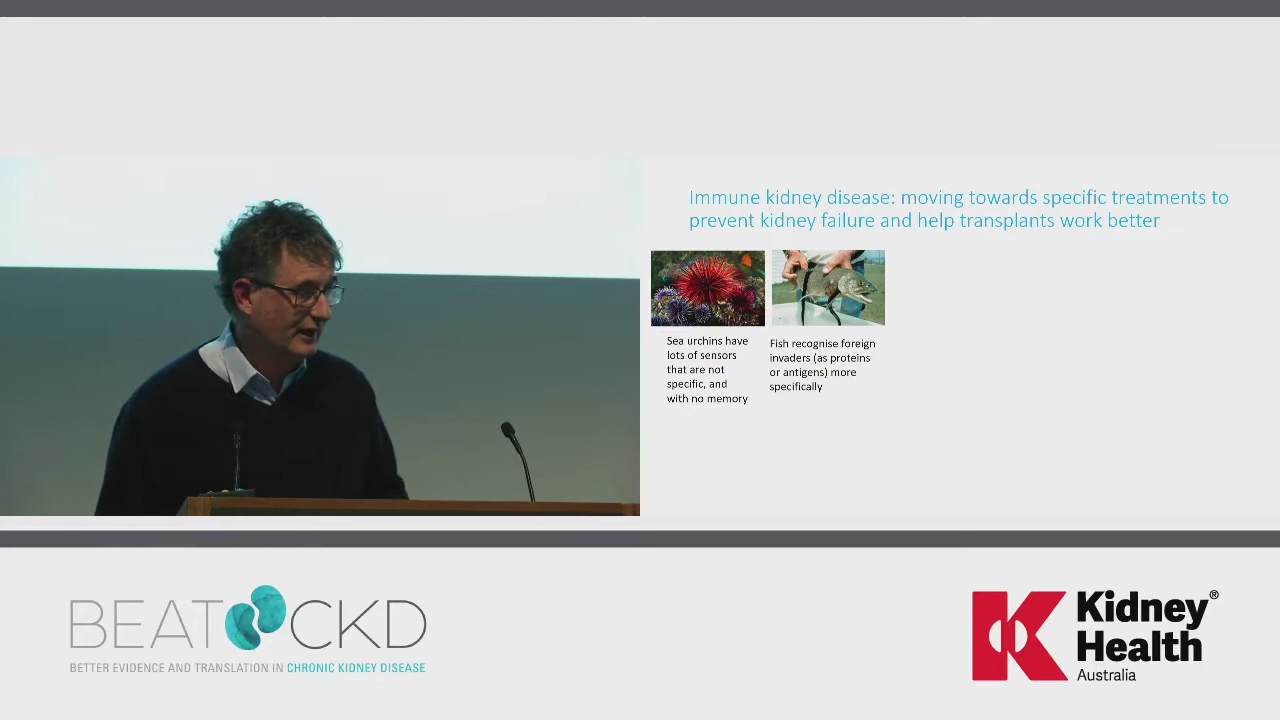 Immune kidney disease: moving towards specific treatments to
prevent kidney failure and help transplants work better
Sea urchins have
lots of sensors
that are not
specific, and
with no memory
Fish recognise foreign
invaders (as proteins
or antigens) more
specifically
BEAT CKD
BETTER EVIDENCE AND TRANSLATION IN CHRONIC KIDNEY DISEASE
Kidney®
Health
Australia